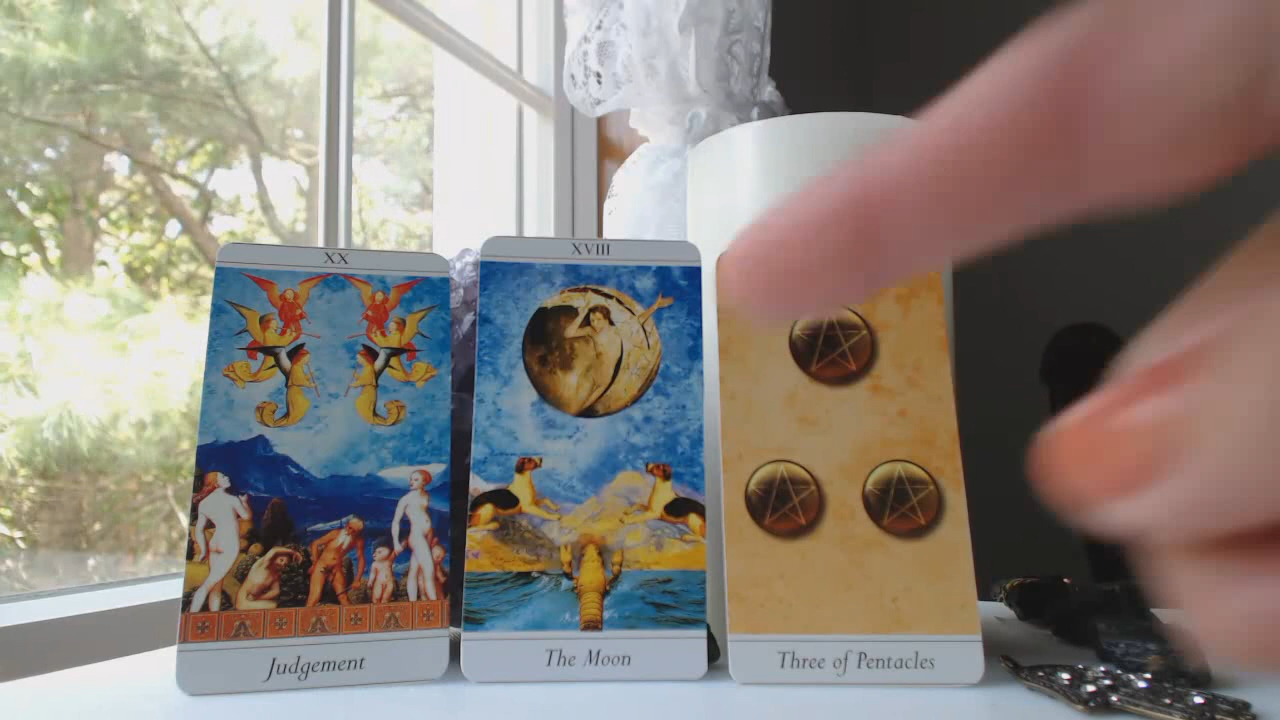 XX
XVIII
Judgement
The Moon
Three of Pentacles